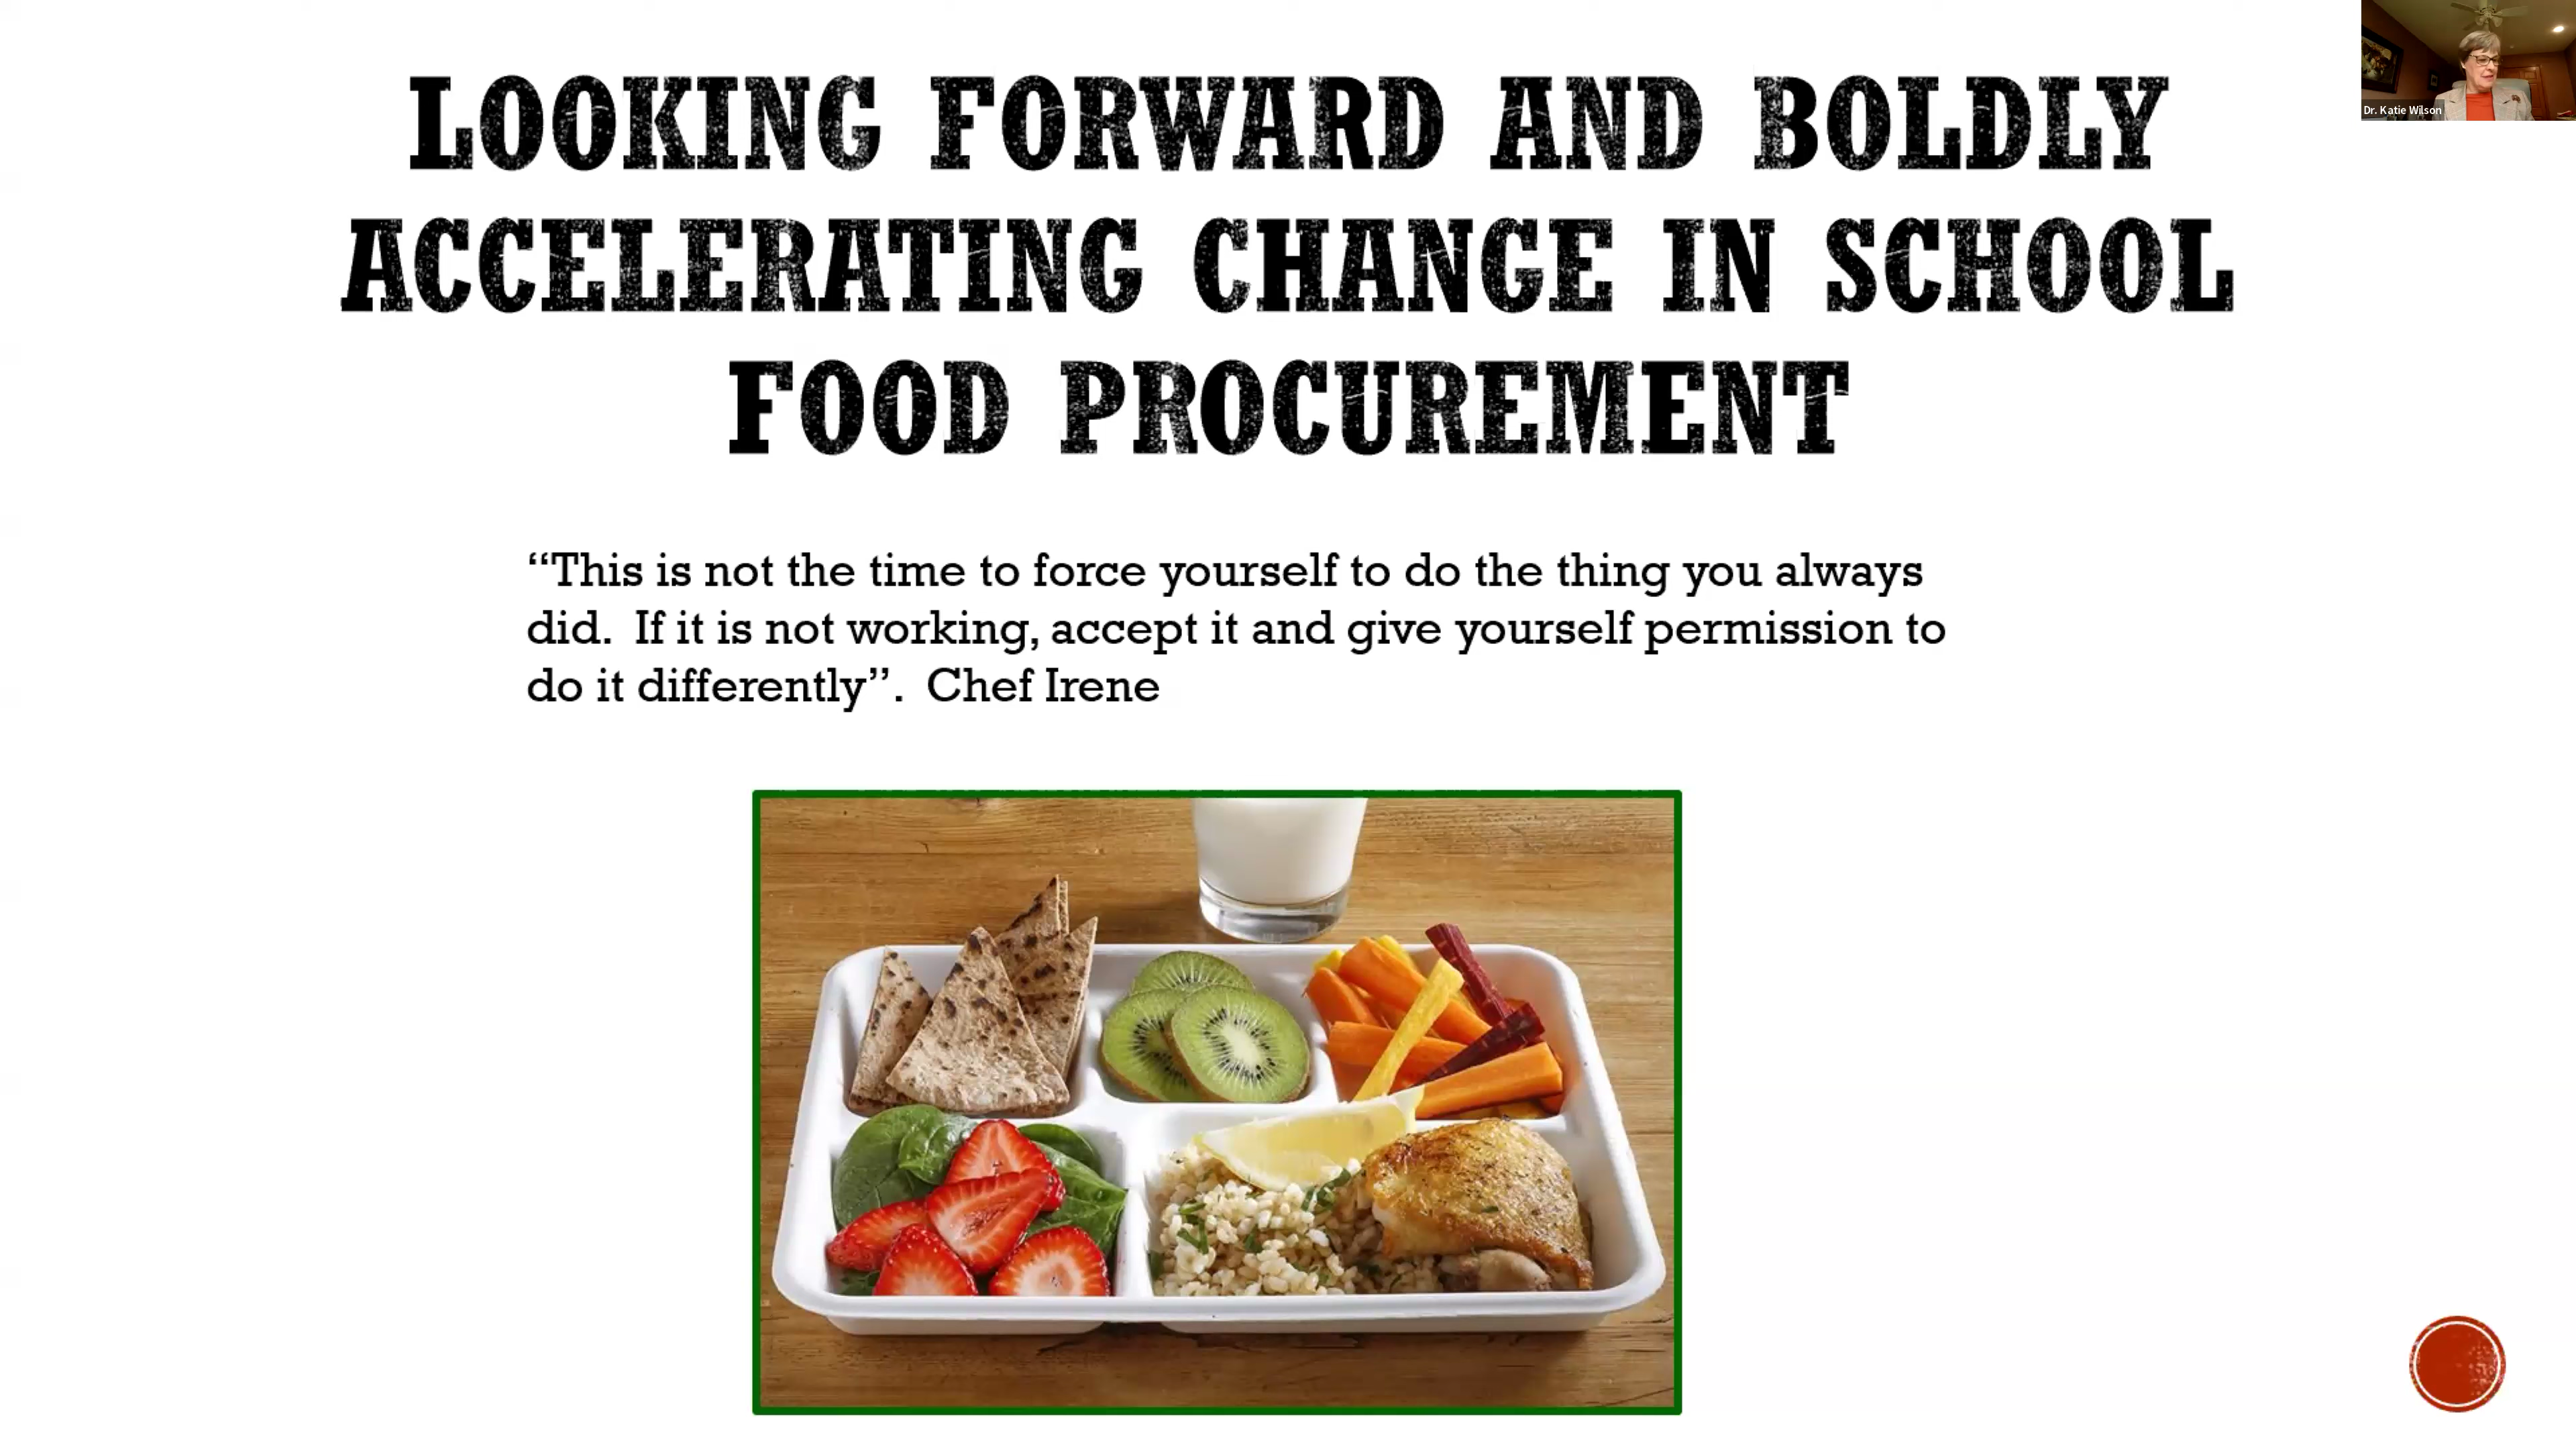 LOOKING FORWARD AND BOLDLY
ACCELERATING CHANGE IN SCHOOL
FOOD PROCUREMENT
“This is not the time to force yourself to do the thing you always
did.  If it is not working, accept it and give yourself permission to
do it differently”.  Chef Irene
Dr. Katie Wilson